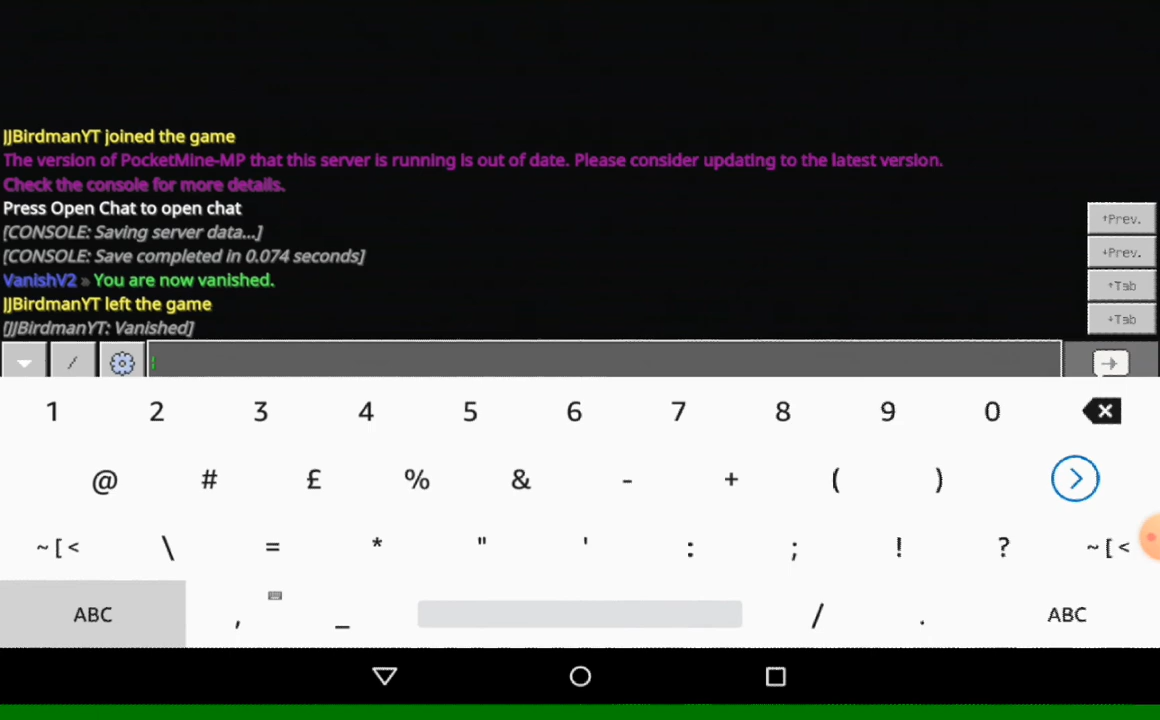 JJBirdmanYT joined the game
The version of PocketMine-MP that this server is running is out of date. Please consider updating to the latest version.
Check the console for more details.
Press Open Chat to open chat
[CONSOLE: Saving server data...]
[CONSOLE: Save completed in 0.074 seconds]
VanishV2 » You are now vanished.
JJBirdmanYT left the game
[JJBirdmanYT: Vanished]
↑Prev.
↓Prev.
↑Tab
↓Tab
/
1 2 3 4 5 6 7 8 9 0
@ # £ % & - + ( )
~[< \ = * " ' : ; ! ? ~[<
ABC , _ / . ABC